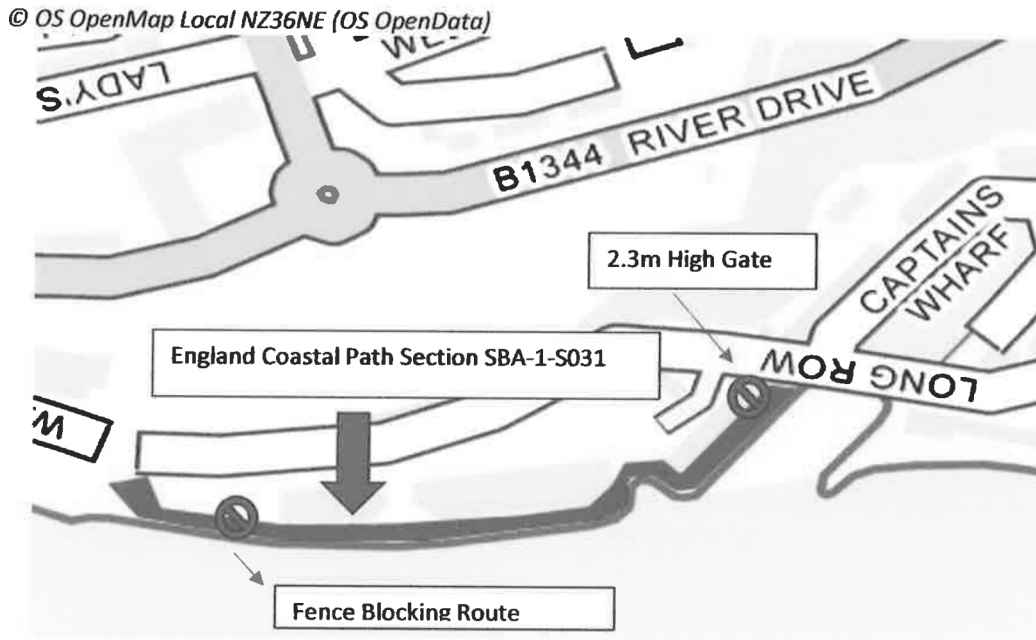 © OS OpenMap Local NZ36NE (OS OpenData)
LADY'S
WE
B1344 RIVER DRIVE
2.3m High Gate
CAPTAINS
WHARF
England Coastal Path Section SBA-1-S031
LONG ROW
W
Fence Blocking Route